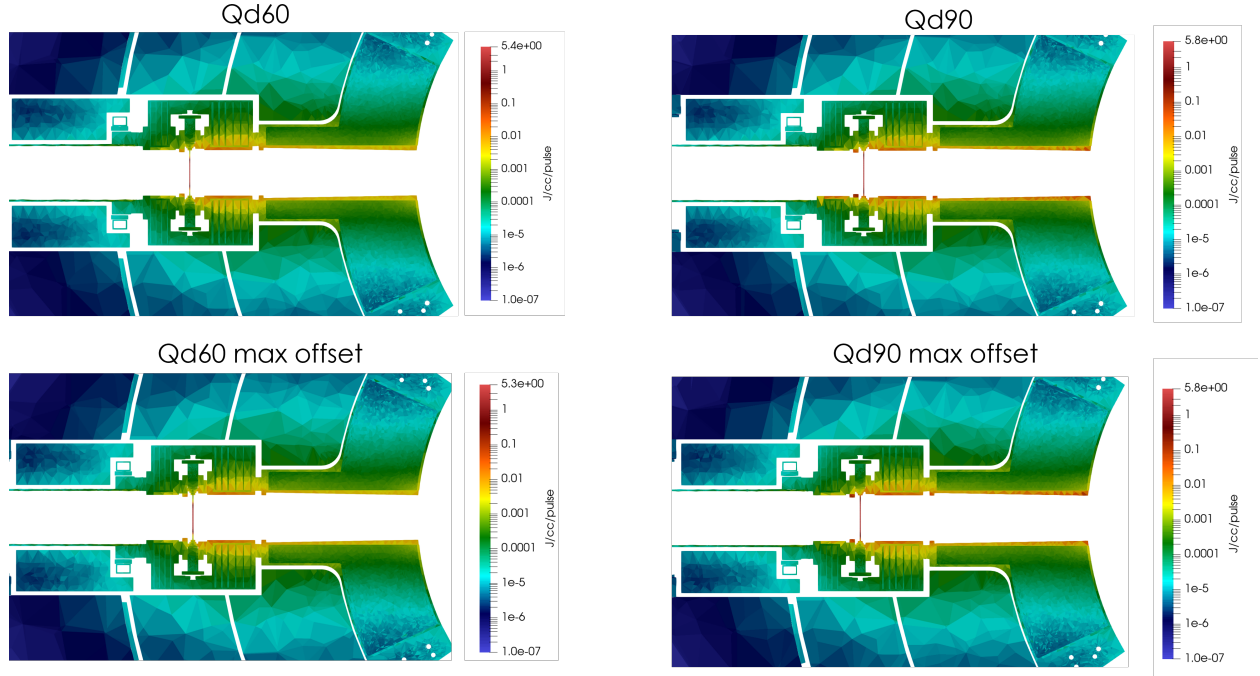 Qd60
5.4e+00
1
0.1
0.01
0.001
0.0001
1e-5
1e-6
1.0e-07
J/cc/pulse
Qd90
5.8e+00
1
0.1
0.01
0.001
0.0001
1e-5
1e-6
1.0e-07
J/cc/pulse
Qd60 max offset
5.3e+00
1
0.1
0.01
0.001
0.0001
1e-5
1e-6
1.0e-07
J/cc/pulse
Qd90 max offset
5.8e+00
1
0.1
0.01
0.001
0.0001
1e-5
1e-6
1.0e-07
J/cc/pulse